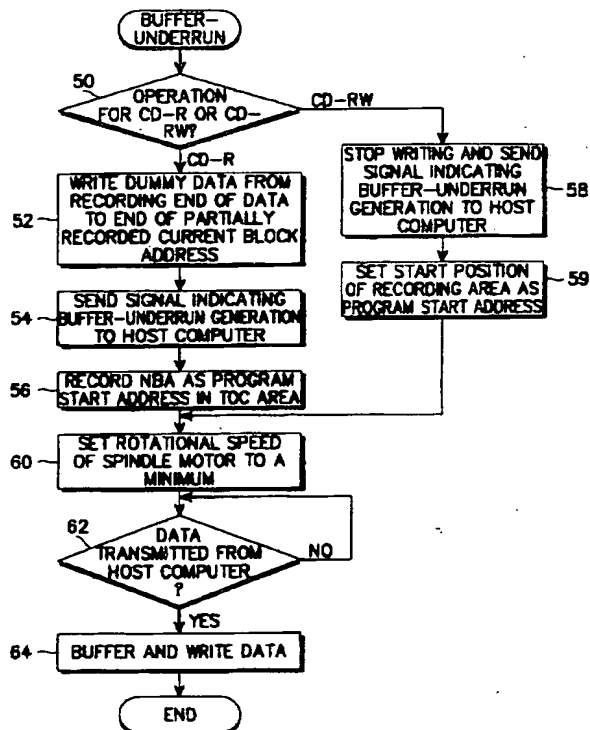 BUFFER-
UNDERRUN
50
OPERATION
FOR CD-R OR CD-
RW?
CD-RW
CD-R
52
WRITE DUMMY DATA FROM
RECORDING END OF DATA
TO END OF PARTIALLY
RECORDED CURRENT BLOCK
ADDRESS
STOP WRITING AND SEND
SIGNAL INDICATING
BUFFER-UNDERRUN
GENERATION TO HOST
COMPUTER
58
54
SEND SIGNAL INDICATING
BUFFER-UNDERRUN GENERATION
TO HOST COMPUTER
SET START POSITION
OF RECORDING AREA AS
PROGRAM START ADDRESS
59
56
RECORD NBA AS PROGRAM
START ADDRESS IN TOC AREA
60
SET ROTATIONAL SPEED
OF SPINDLE MOTOR TO A
MINIMUM
62
DATA
TRANSMITTED FROM
HOST COMPUTER
?
NO
YES
64
BUFFER AND WRITE DATA
END